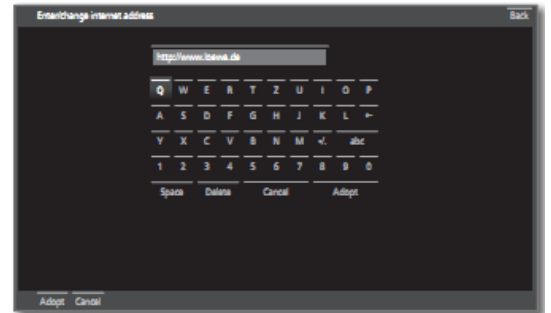 Enter/change internet address Back
http://www.loewe.de
Q W E R T Z U I O P
A S D F G H J K L ←
Y X C V B N M </. abc
1 2 3 4 5 6 7 8 9 0
Space Delete Cancel Adopt
Adopt Cancel